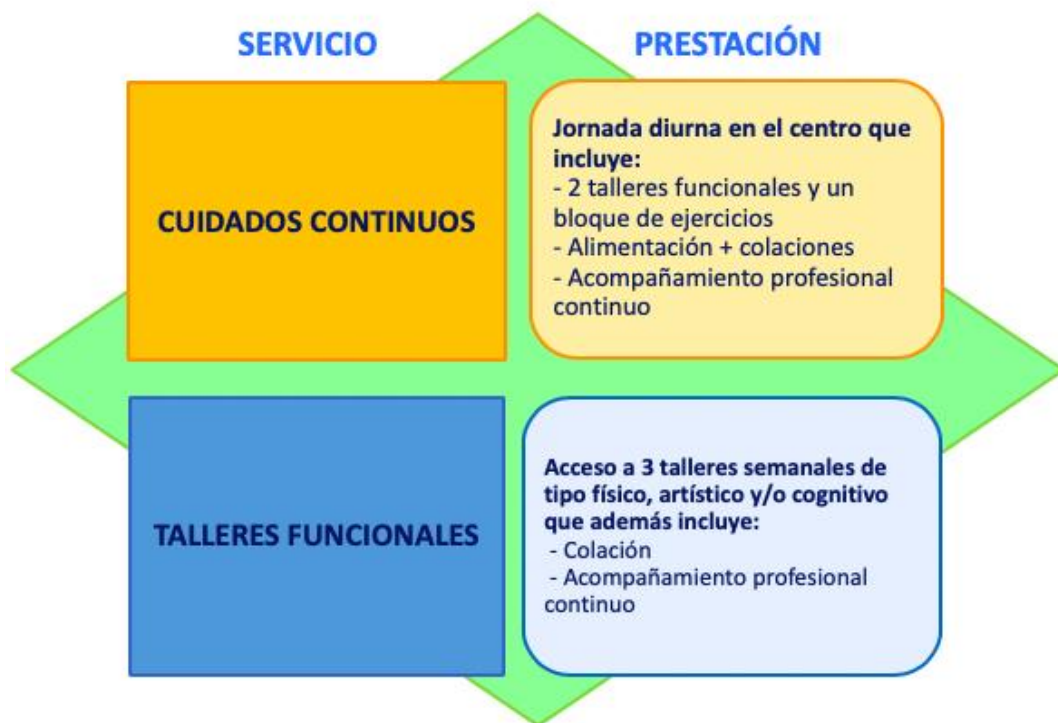 SERVICIO
PRESTACIÓN
CUIDADOS CONTINUOS
Jornada diurna en el centro que
incluye:
- 2 talleres funcionales y un
bloque de ejercicios
- Alimentación + colaciones
- Acompañamiento profesional
continuo
TALLERES FUNCIONALES
Acceso a 3 talleres semanales de
tipo físico, artístico y/o cognitivo
que además incluye:
- Colación
- Acompañamiento profesional
continuo